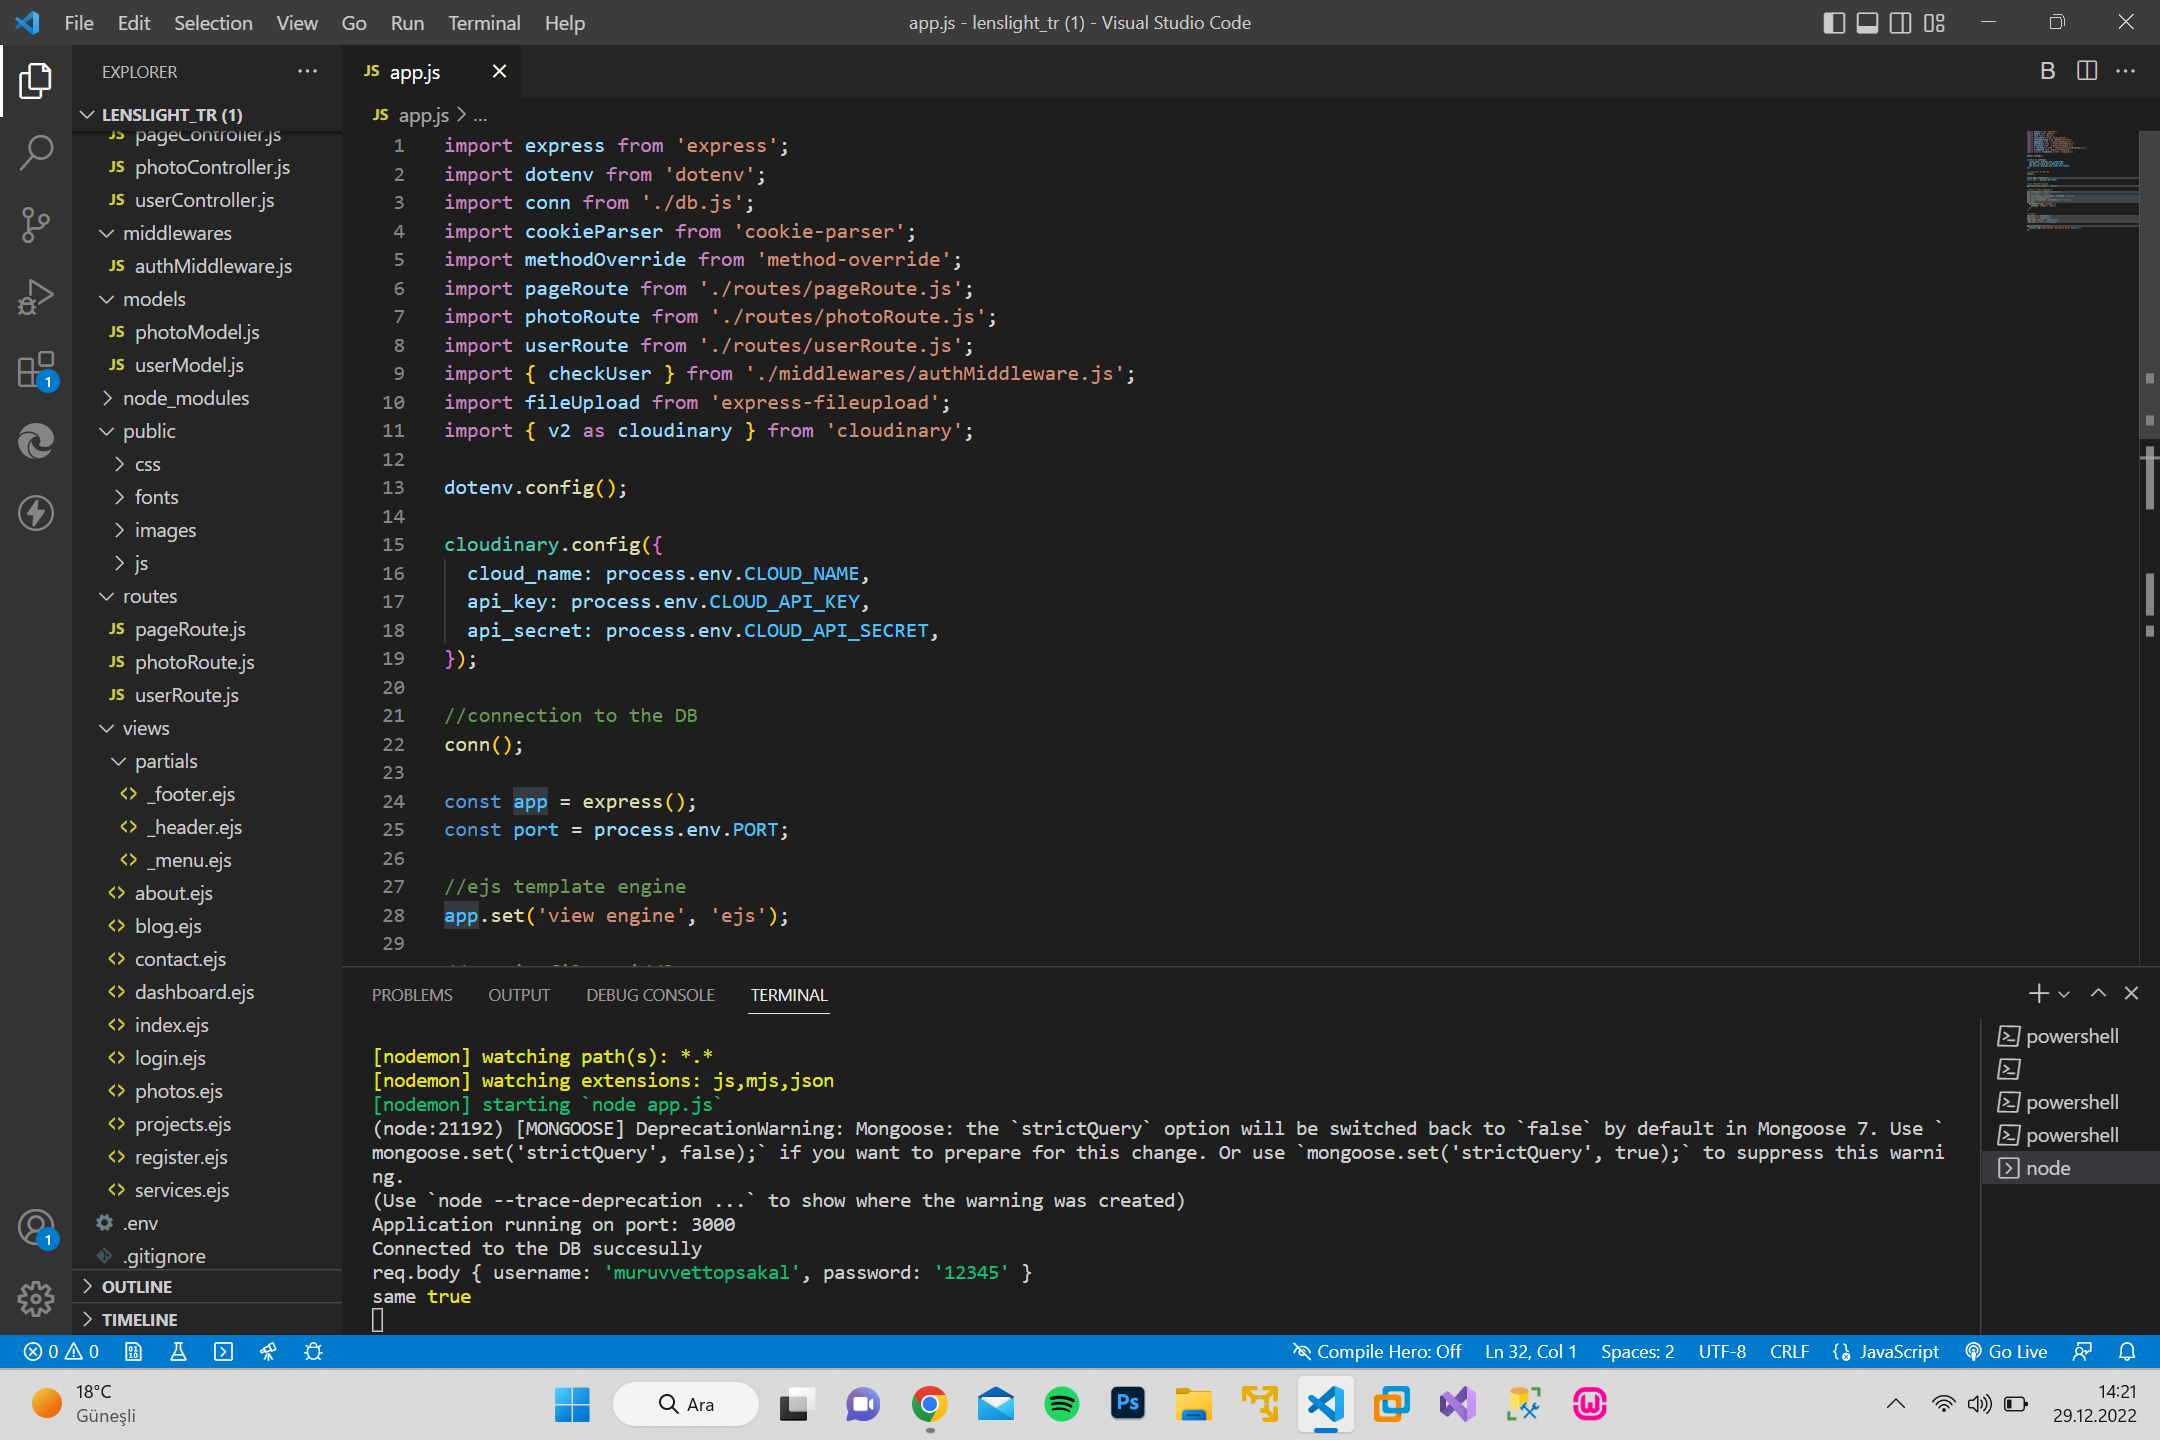 File Edit Selection View Go Run Terminal Help
app.js - lenslight_tr (1) - Visual Studio Code
EXPLORER
LENSLIGHT_TR (1)
JS pageController.js
JS photoController.js
JS userController.js
middlewares
JS authMiddleware.js
models
JS photoModel.js
JS userModel.js
node_modules
public
css
fonts
images
js
routes
JS pageRoute.js
JS photoRoute.js
JS userRoute.js
views
partials
<> _footer.ejs
<> _header.ejs
<> _menu.ejs
<> about.ejs
<> blog.ejs
<> contact.ejs
<> dashboard.ejs
<> index.ejs
<> login.ejs
<> photos.ejs
<> projects.ejs
<> register.ejs
<> services.ejs
.env
.gitignore
OUTLINE
TIMELINE
1
1
JS app.js
B
JS app.js > ...
1 import express from 'express';
2 import dotenv from 'dotenv';
3 import conn from './db.js';
4 import cookieParser from 'cookie-parser';
5 import methodOverride from 'method-override';
6 import pageRoute from './routes/pageRoute.js';
7 import photoRoute from './routes/photoRoute.js';
8 import userRoute from './routes/userRoute.js';
9 import { checkUser } from './middlewares/authMiddleware.js';
10 import fileUpload from 'express-fileupload';
11 import { v2 as cloudinary } from 'cloudinary';
12
13 dotenv.config();
14
15 cloudinary.config({
16 cloud_name: process.env.CLOUD_NAME,
17 api_key: process.env.CLOUD_API_KEY,
18 api_secret: process.env.CLOUD_API_SECRET,
19 });
20
21 //connection to the DB
22 conn();
23
24 const app = express();
25 const port = process.env.PORT;
26
27 //ejs template engine
28 app.set('view engine', 'ejs');
29
PROBLEMS OUTPUT DEBUG CONSOLE TERMINAL
[nodemon] watching path(s): *.*
[nodemon] watching extensions: js,mjs,json
[nodemon] starting `node app.js`
(node:21192) [MONGOOSE] DeprecationWarning: Mongoose: the `strictQuery` option will be switched back to `false` by default in Mongoose 7. Use `
mongoose.set('strictQuery', false);` if you want to prepare for this change. Or use `mongoose.set('strictQuery', true);` to suppress this warni
ng.
(Use `node --trace-deprecation ...` to show where the warning was created)
Application running on port: 3000
Connected to the DB succesully
req.body { username: 'muruvvettopsakal', password: '12345' }
same true
powershell
powershell
powershell
node
0 0
Compile Hero: Off Ln 32, Col 1 Spaces: 2 UTF-8 CRLF JavaScript Go Live
18°C
Güneşli
Ara
Ps
14:21
29.12.2022